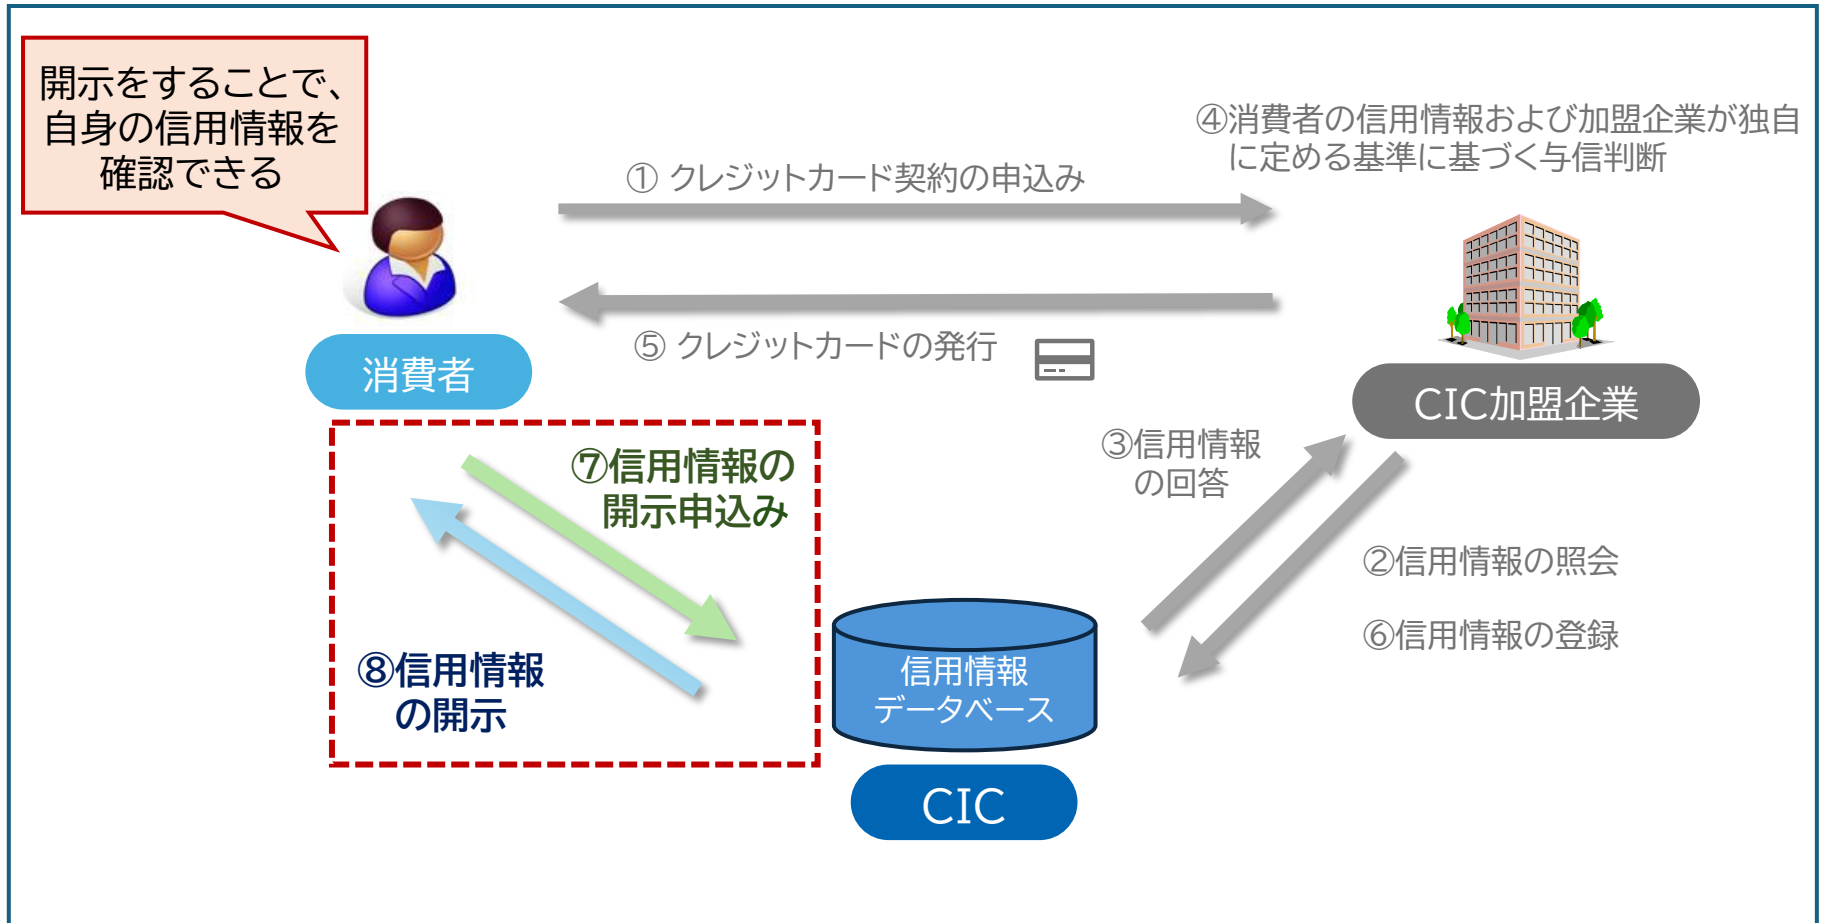 開示をすることで、
自身の信用情報を
確認できる
④消費者の信用情報および加盟企業が独自
に定める基準に基づく与信判断
① クレジットカード契約の申込み
⑤ クレジットカードの発行
消費者
CIC加盟企業
③信用情報
の回答
⑦信用情報の
開示申込み
②信用情報の照会
⑥信用情報の登録
⑧信用情報
の開示
信用情報
データベース
CIC